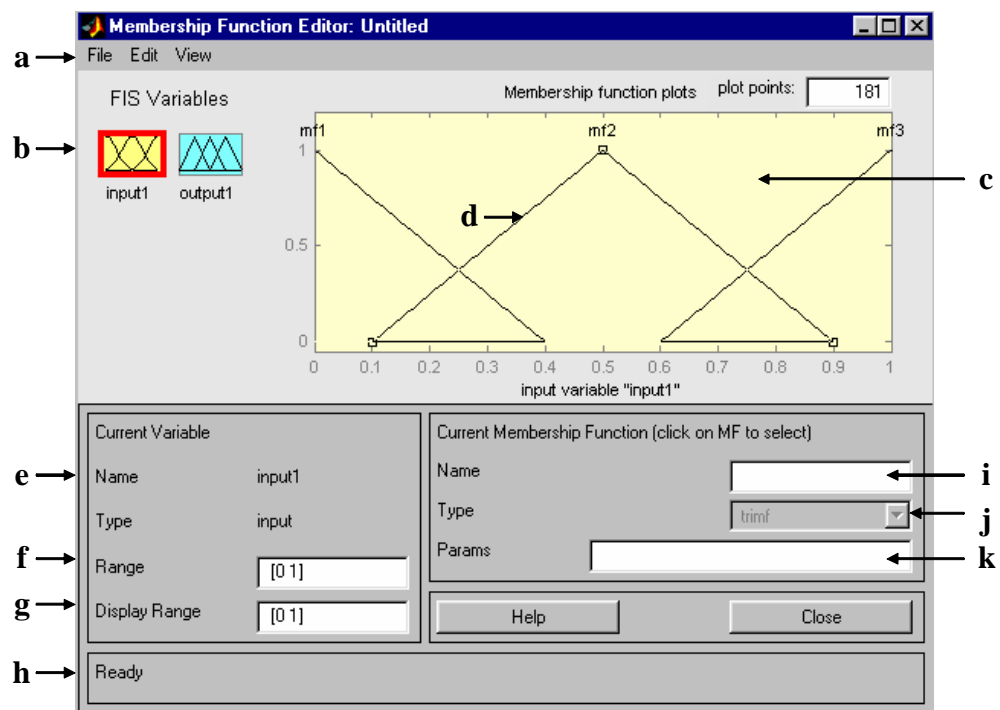 Membership Function Editor: Untitled
a File Edit View
FIS Variables
Membership function plots plot points: 181
b
input1 output1
mf1 mf2 mf3
1
0.5
0
c
d
0 0.1 0.2 0.3 0.4 0.5 0.6 0.7 0.8 0.9 1
input variable "input1"
Current Variable
e Name input1
Type input
f Range [0 1]
g Display Range [0 1]
Current Membership Function (click on MF to select)
Name i
Type trimf j
Params k
Help Close
h Ready